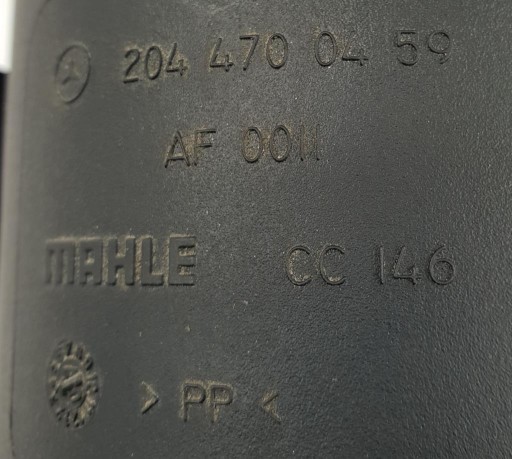 204 470 04 59
AF 0011
MAHLE CC 146
> PP <